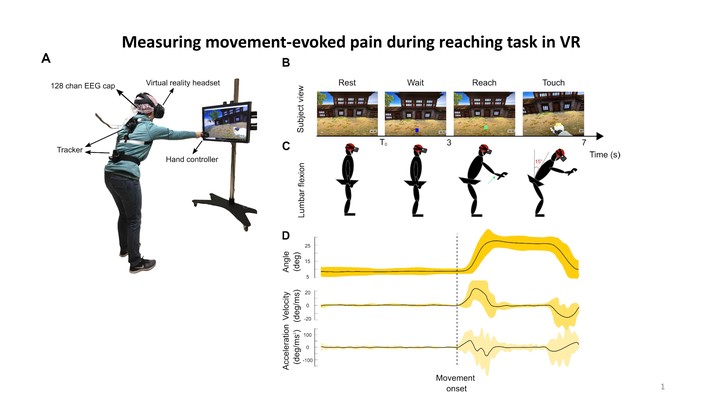 Measuring movement-evoked pain during reaching task in VR
A
128 chan EEG cap
Virtual reality headset
Tracker
Hand controller
B
Subject view
Rest
Wait
Reach
Touch
3
7
Time (s)
C
Lumbar flexion
15°
D
Angle
(deg)
25
15
5
Velocity
(deg/ms)
20
0
-20
Acceleration
(deg/ms²)
100
0
-100
Movement
onset
1